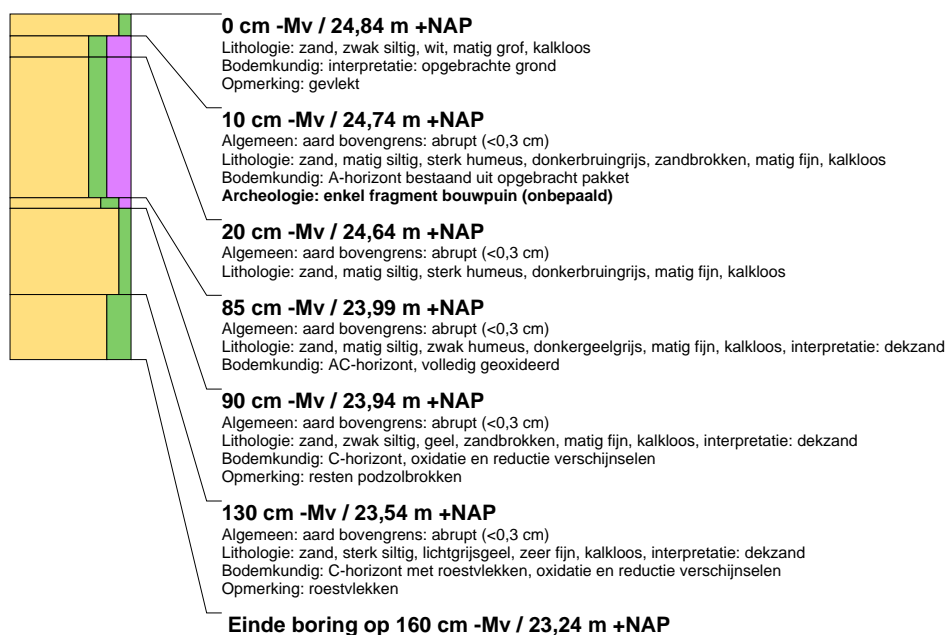 0 cm -Mv / 24,84 m +NAP
Lithologie: zand, zwak siltig, wit, matig grof, kalkloos
Bodemkundig: interpretatie: opgebrachte grond
Opmerking: gevlekt
10 cm -Mv / 24,74 m +NAP
Algemeen: aard bovengrens: abrupt (<0,3 cm)
Lithologie: zand, matig siltig, sterk humeus, donkerbruingrijs, zandbrokken, matig fijn, kalkloos
Bodemkundig: A-horizont bestaand uit opgebracht pakket
Archeologie: enkel fragment bouwpuin (onbepaald)
20 cm -Mv / 24,64 m +NAP
Algemeen: aard bovengrens: abrupt (<0,3 cm)
Lithologie: zand, matig siltig, sterk humeus, donkerbruingrijs, matig fijn, kalkloos
85 cm -Mv / 23,99 m +NAP
Algemeen: aard bovengrens: abrupt (<0,3 cm)
Lithologie: zand, matig siltig, zwak humeus, donkergeelgrijs, matig fijn, kalkloos, interpretatie: dekzand
Bodemkundig: AC-horizont, volledig geoxideerd
90 cm -Mv / 23,94 m +NAP
Algemeen: aard bovengrens: abrupt (<0,3 cm)
Lithologie: zand, zwak siltig, geel, zandbrokken, matig fijn, kalkloos, interpretatie: dekzand
Bodemkundig: C-horizont, oxidatie en reductie verschijnselen
Opmerking: resten podzolbrokken
130 cm -Mv / 23,54 m +NAP
Algemeen: aard bovengrens: abrupt (<0,3 cm)
Lithologie: zand, sterk siltig, lichtgrijsgeel, zeer fijn, kalkloos, interpretatie: dekzand
Bodemkundig: C-horizont met roestvlekken, oxidatie en reductie verschijnselen
Opmerking: roestvlekken
Einde boring op 160 cm -Mv / 23,24 m +NAP